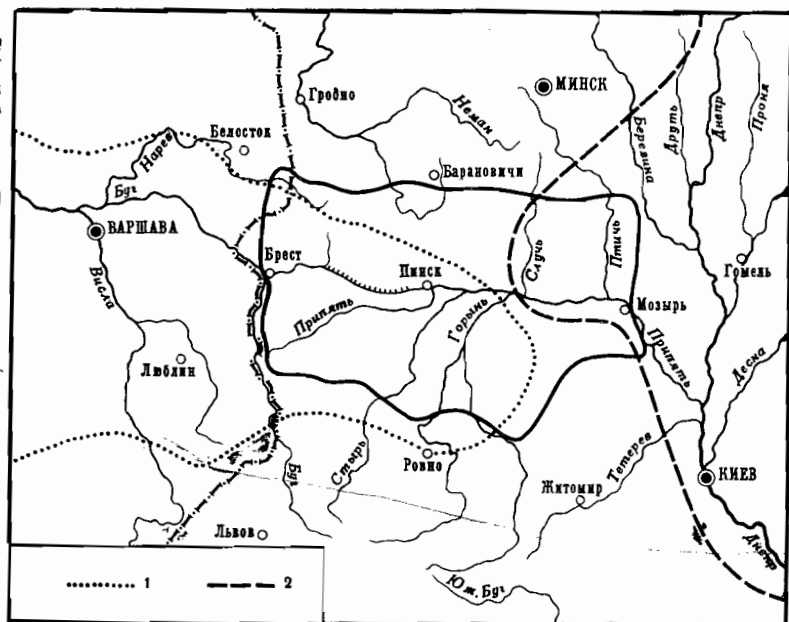 Гродно
Неман
МИНСК
Березина
Друть
Днепр
Проня
Белосток
Нарев
Барановичи
Буг
ВАРШАВА
Висла
Брест
Пинск
Случь
Птичь
Гомель
Припять
Горынь
Мозырь
Припять
Десна
Люблин
Стырь
Ровно
Тетерев
Житомир
КИЕВ
Буг
Львов
Днепр
Юж. Буг
1
2